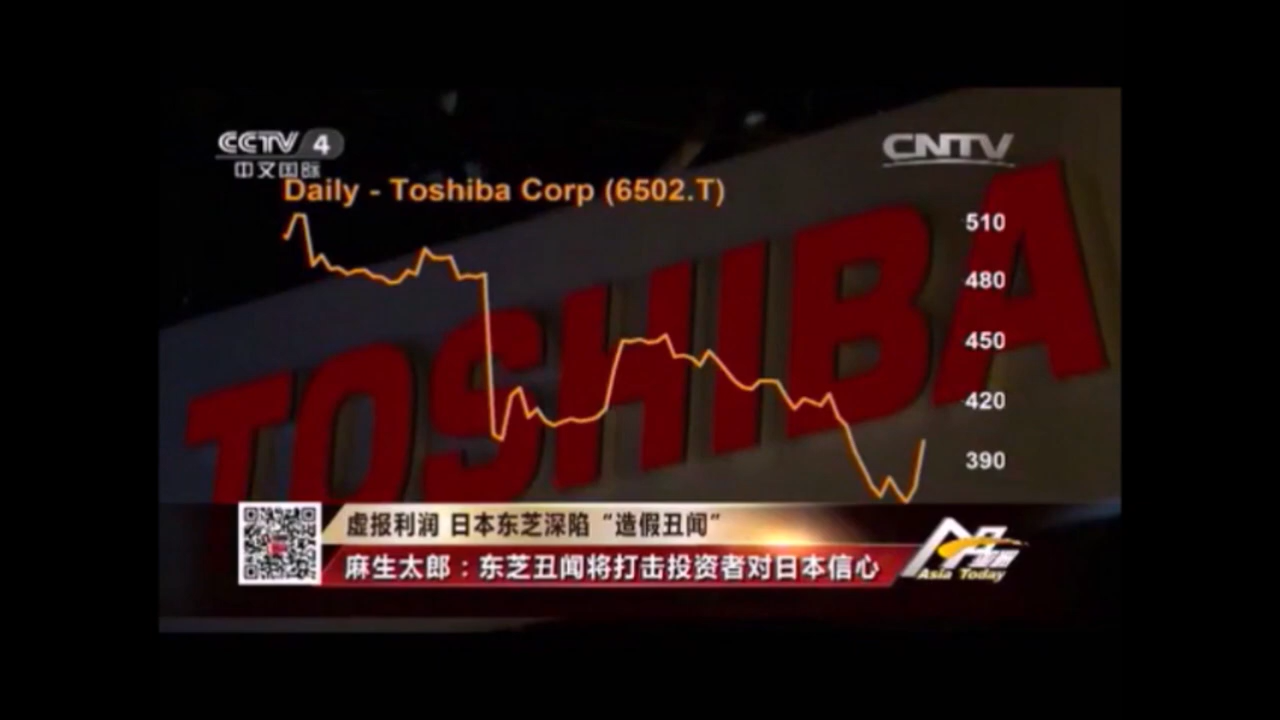 CCTV 4
中文国际
CNTV
Daily - Toshiba Corp (6502.T)
510
480
450
420
390
TOSHIBA
虚报利润 日本东芝深陷“造假丑闻”
麻生太郎：东芝丑闻将打击投资者对日本信心
Asia Today